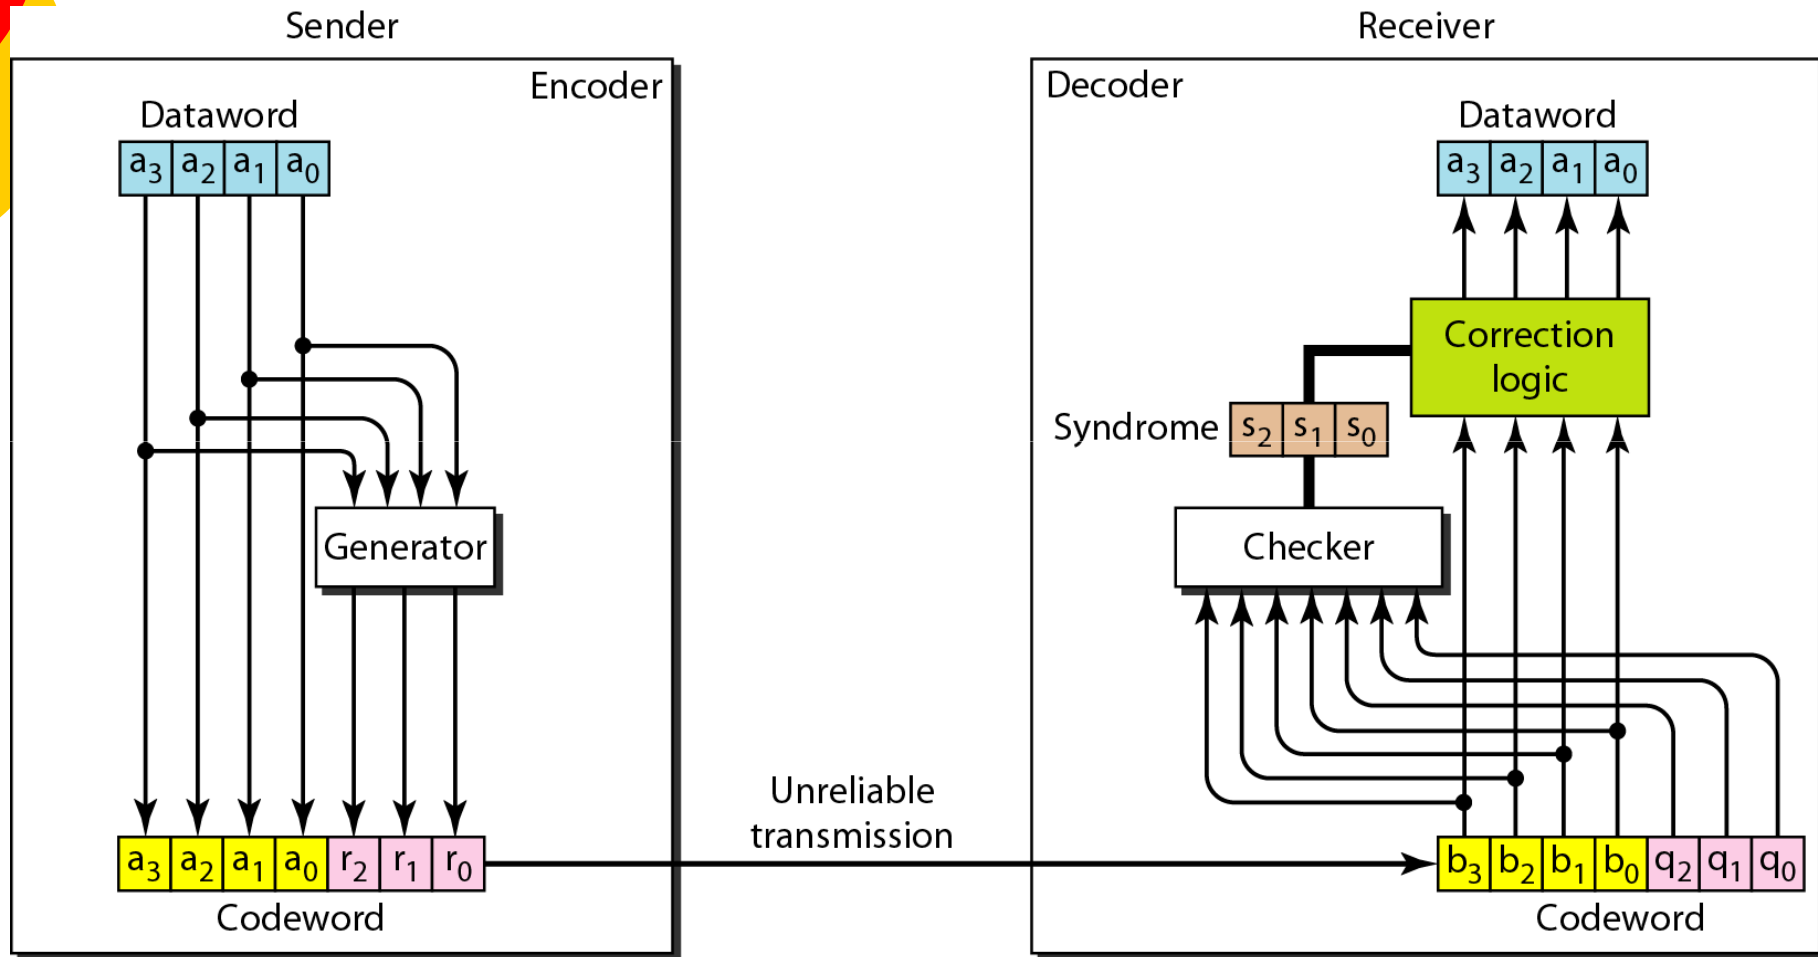 Sender
Receiver
Encoder
Decoder
Dataword
a3 a2 a1 a0
Dataword
a3 a2 a1 a0
Correction
logic
Syndrome s2 s1 s0
Generator
Checker
Unreliable
transmission
a3 a2 a1 a0 r2 r1 r0
b3 b2 b1 b0 q2 q1 q0
Codeword
Codeword